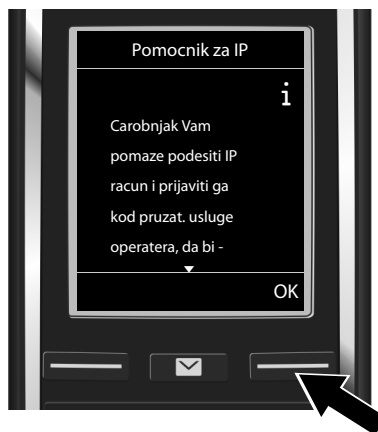 Pomocnik za IP
i
Carobnjak Vam
pomaze podesiti IP
racun i prijaviti ga
kod pruzat. usluge
operatera, da bi -
OK